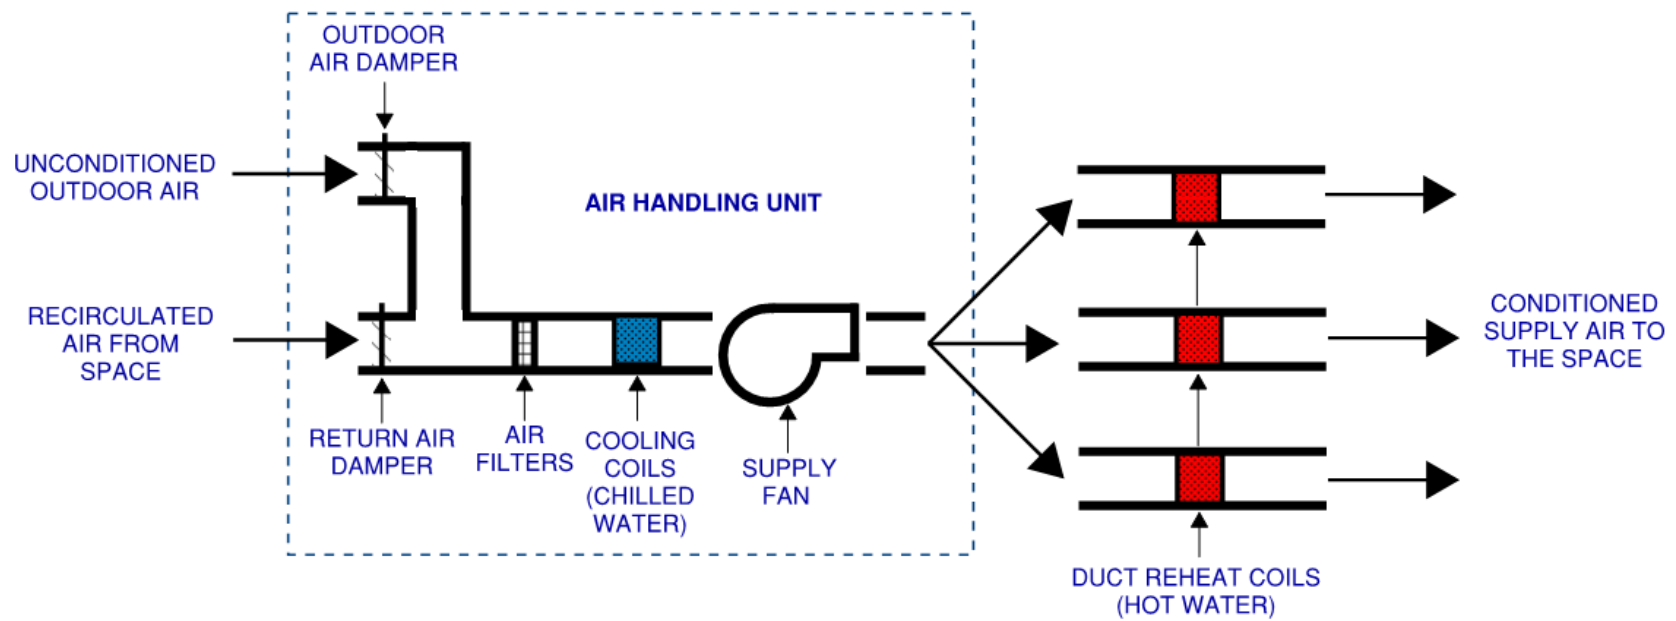 OUTDOOR
AIR DAMPER
UNCONDITIONED
OUTDOOR AIR
AIR HANDLING UNIT
RECIRCULATED
AIR FROM
SPACE
CONDITIONED
SUPPLY AIR TO
THE SPACE
RETURN AIR
DAMPER
AIR
FILTERS
COOLING
COILS
(CHILLED
WATER)
SUPPLY
FAN
DUCT REHEAT COILS
(HOT WATER)